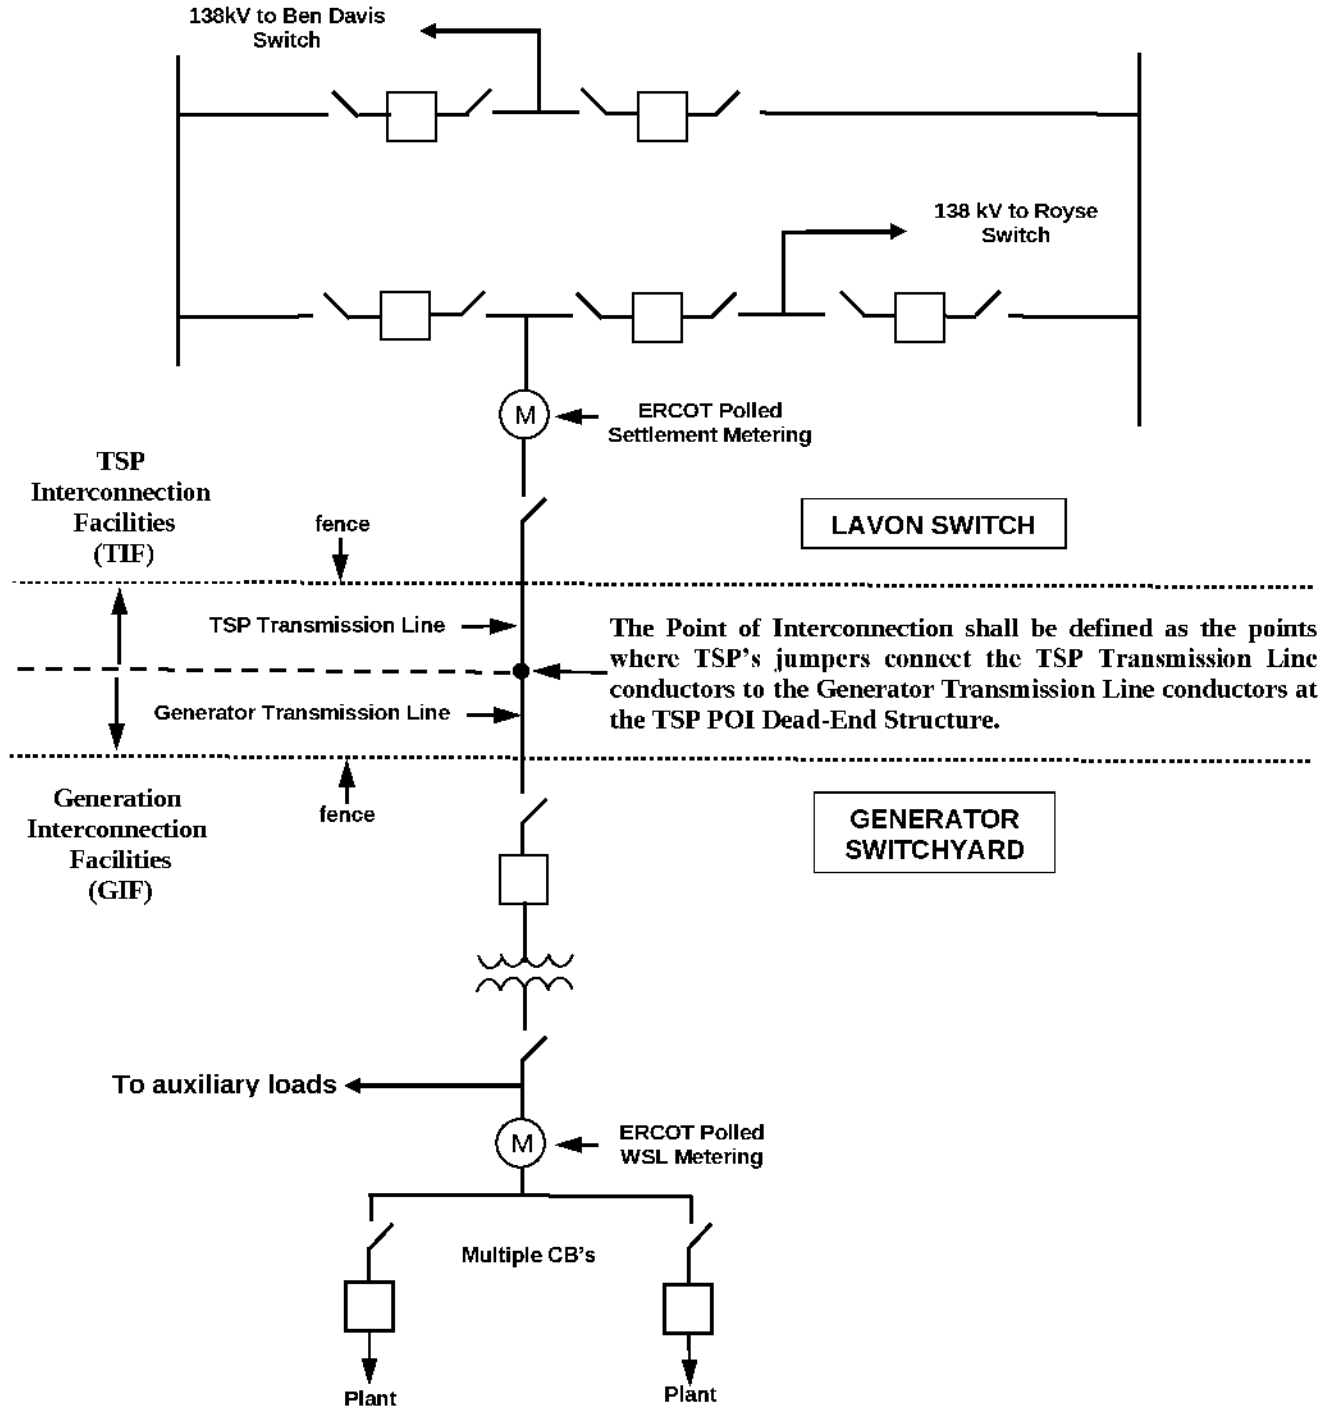 138kV to Ben Davis
Switch
138 kV to Royse
Switch
M
ERCOT Polled
Settlement Metering
TSP
Interconnection
Facilities
(TIF)
fence
LAVON SWITCH
TSP Transmission Line
The Point of Interconnection shall be defined as the points
where TSP's jumpers connect the TSP Transmission Line
conductors to the Generator Transmission Line conductors at
the TSP POI Dead-End Structure.
Generator Transmission Line
Generation
Interconnection
Facilities
(GIF)
fence
GENERATOR
SWITCHYARD
To auxiliary loads
M
ERCOT Polled
WSL Metering
Multiple CB's
Plant
Plant